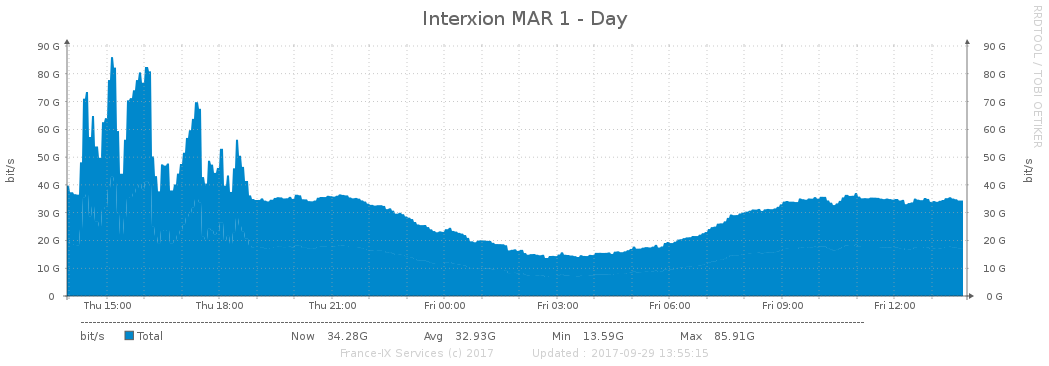 Interxion MAR 1 - Day
RRDTOOL / TOBI OETIKER
bit/s
90 G 90 G
80 G 80 G
70 G 70 G
60 G 60 G
50 G 50 G
40 G 40 G
30 G 30 G
20 G 20 G
10 G 10 G
0 0 G
bit/s
Thu 15:00 Thu 18:00 Thu 21:00 Fri 00:00 Fri 03:00 Fri 06:00 Fri 09:00 Fri 12:00
bit/s Total Now 34.28G Avg 32.93G Min 13.59G Max 85.91G
France-IX Services (c) 2017 Updated : 2017-09-29 13:55:15